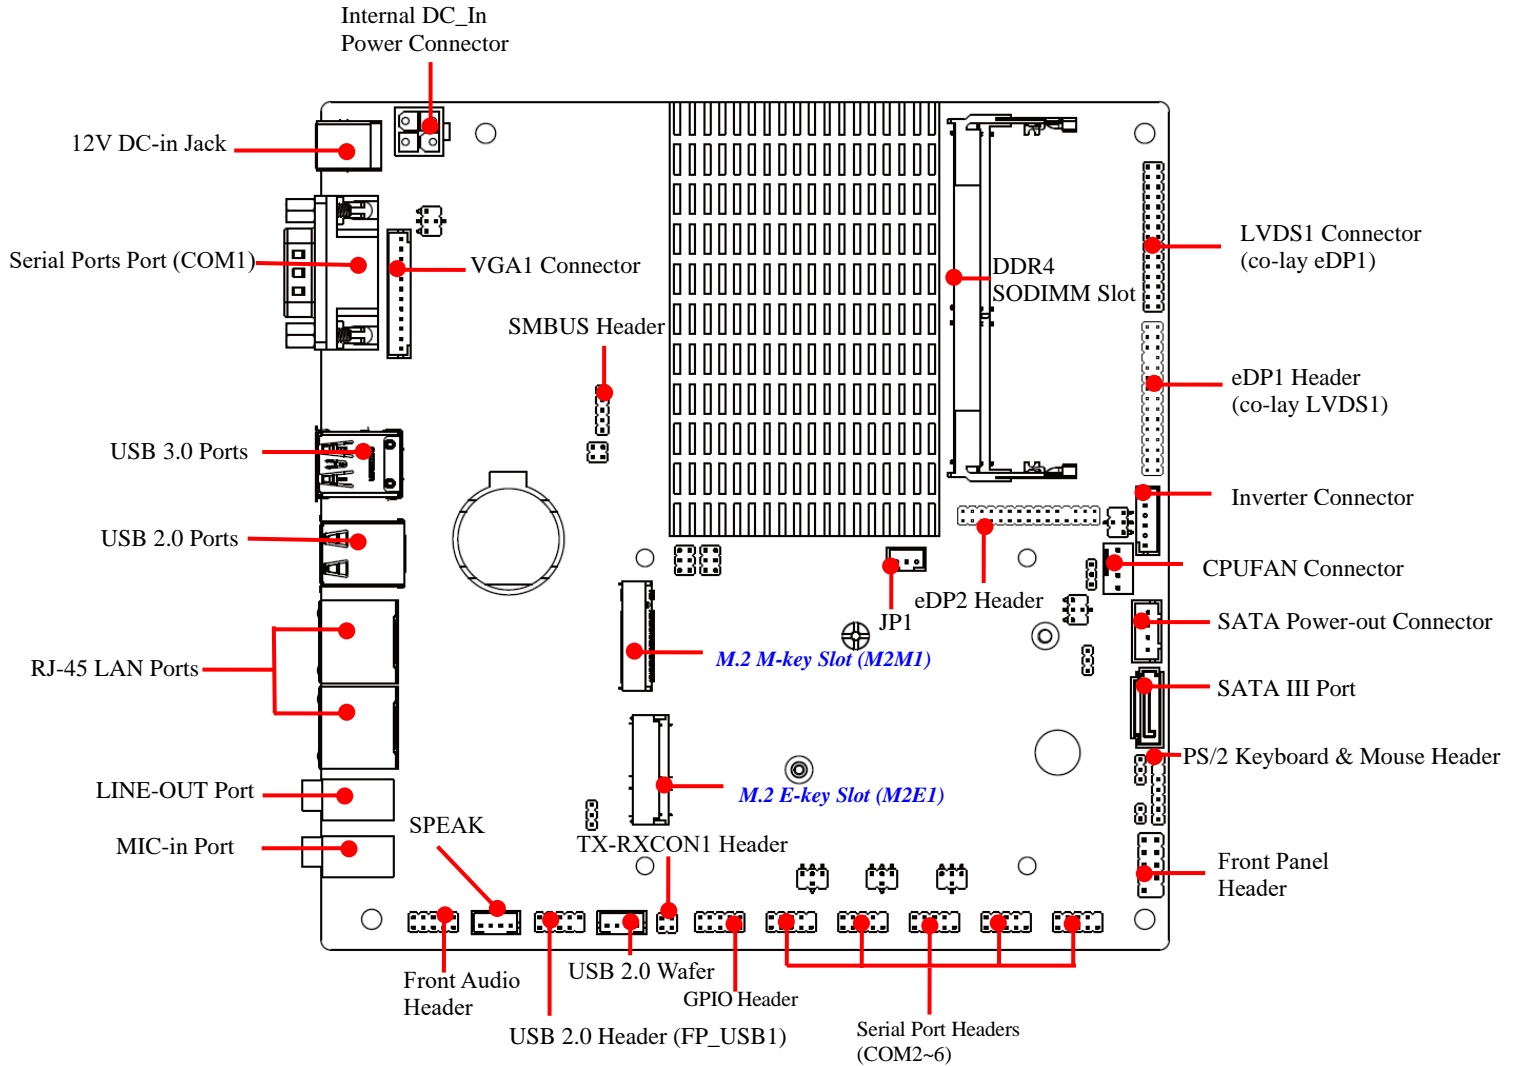 Internal DC_In
Power Connector
12V DC-in Jack
Serial Ports Port (COM1)
VGA1 Connector
SMBUS Header
DDR4
SODIMM Slot
LVDS1 Connector
(co-lay eDP1)
eDP1 Header
(co-lay LVDS1)
USB 3.0 Ports
Inverter Connector
USB 2.0 Ports
CPUFAN Connector
eDP2 Header
JP1
SATA Power-out Connector
M.2 M-key Slot (M2M1)
RJ-45 LAN Ports
SATA III Port
PS/2 Keyboard & Mouse Header
LINE-OUT Port
M.2 E-key Slot (M2E1)
SPEAK
MIC-in Port
TX-RXCON1 Header
Front Panel
Header
Front Audio
Header
USB 2.0 Wafer
GPIO Header
USB 2.0 Header (FP_USB1)
Serial Port Headers
(COM2~6)